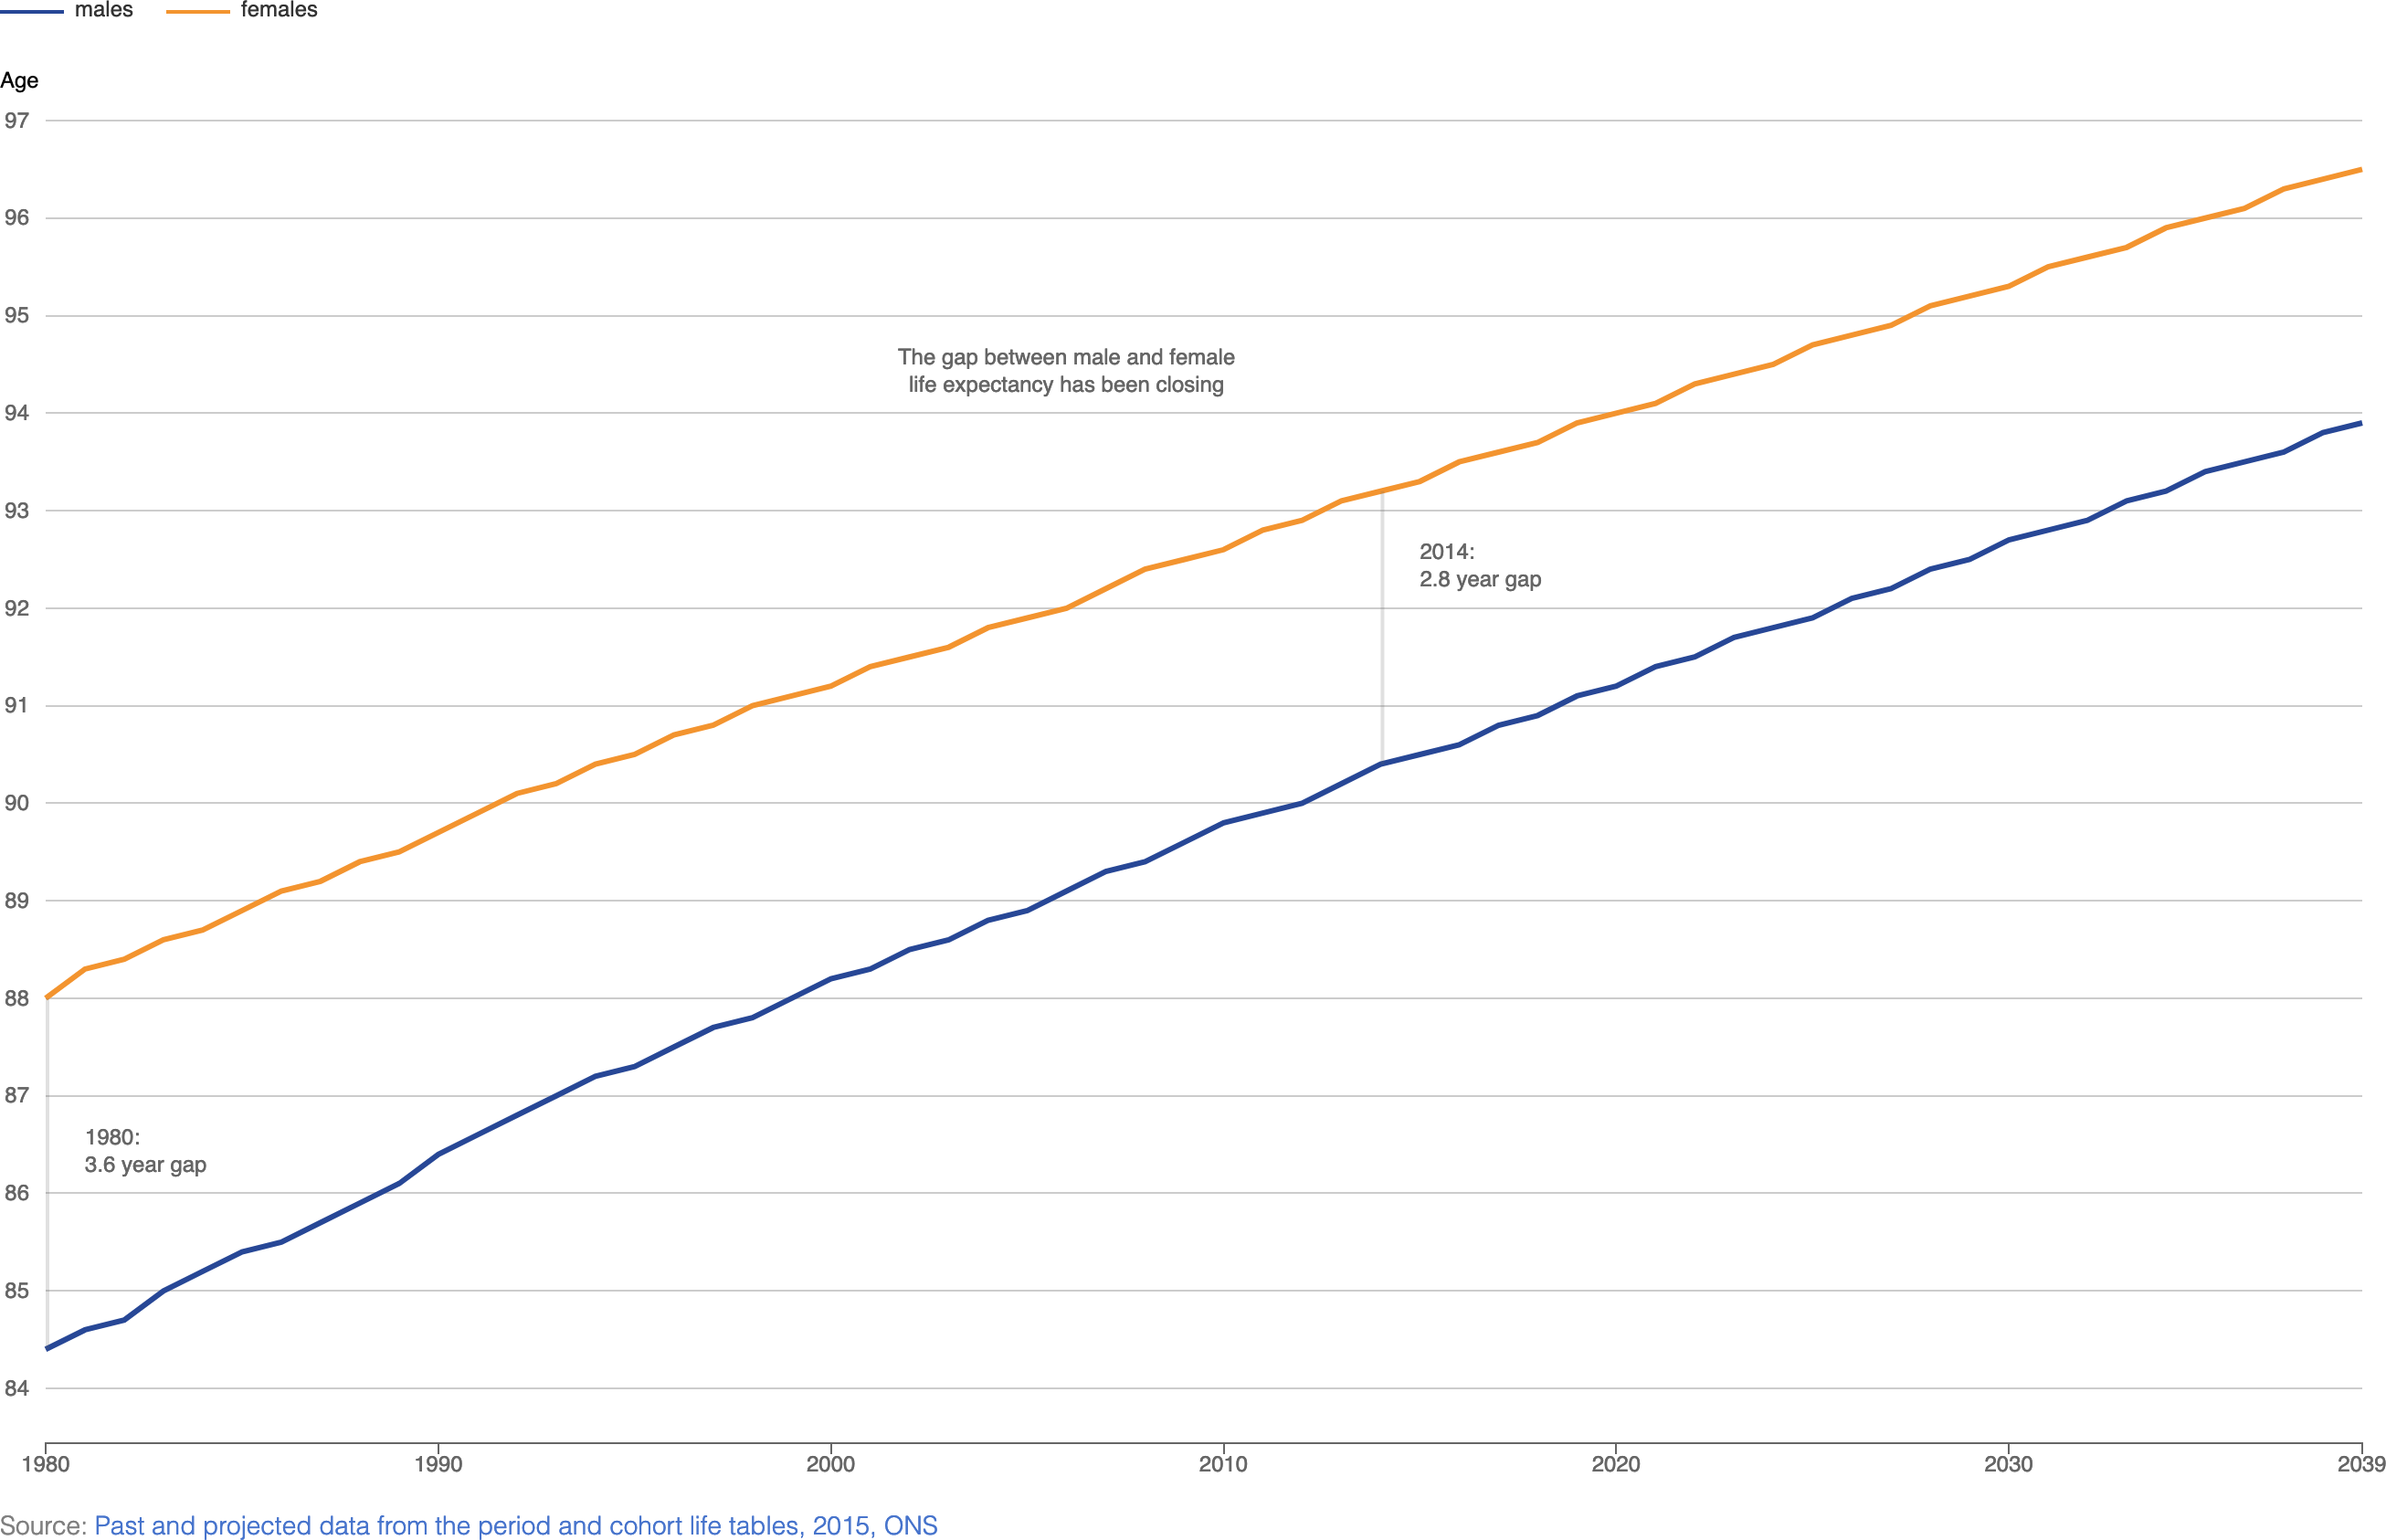 males females
Age
97
96
95
The gap between male and female
life expectancy has been closing
94
93
2014:
2.8 year gap
92
91
90
89
88
87
1980:
3.6 year gap
86
85
84
1980 1990 2000 2010 2020 2030 2039
Source: Past and projected data from the period and cohort life tables, 2015, ONS